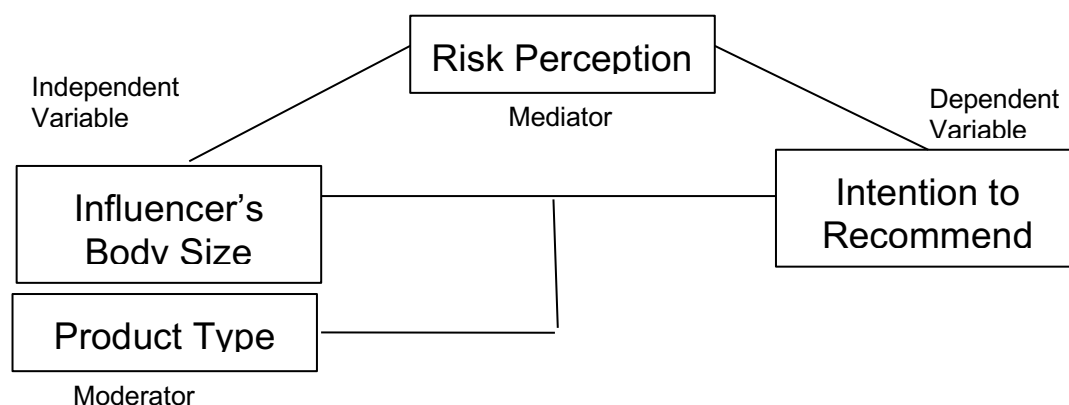 Risk Perception
Mediator
Independent
Variable
Dependent
Variable
Influencer’s
Body Size
Intention to
Recommend
Product Type
Moderator